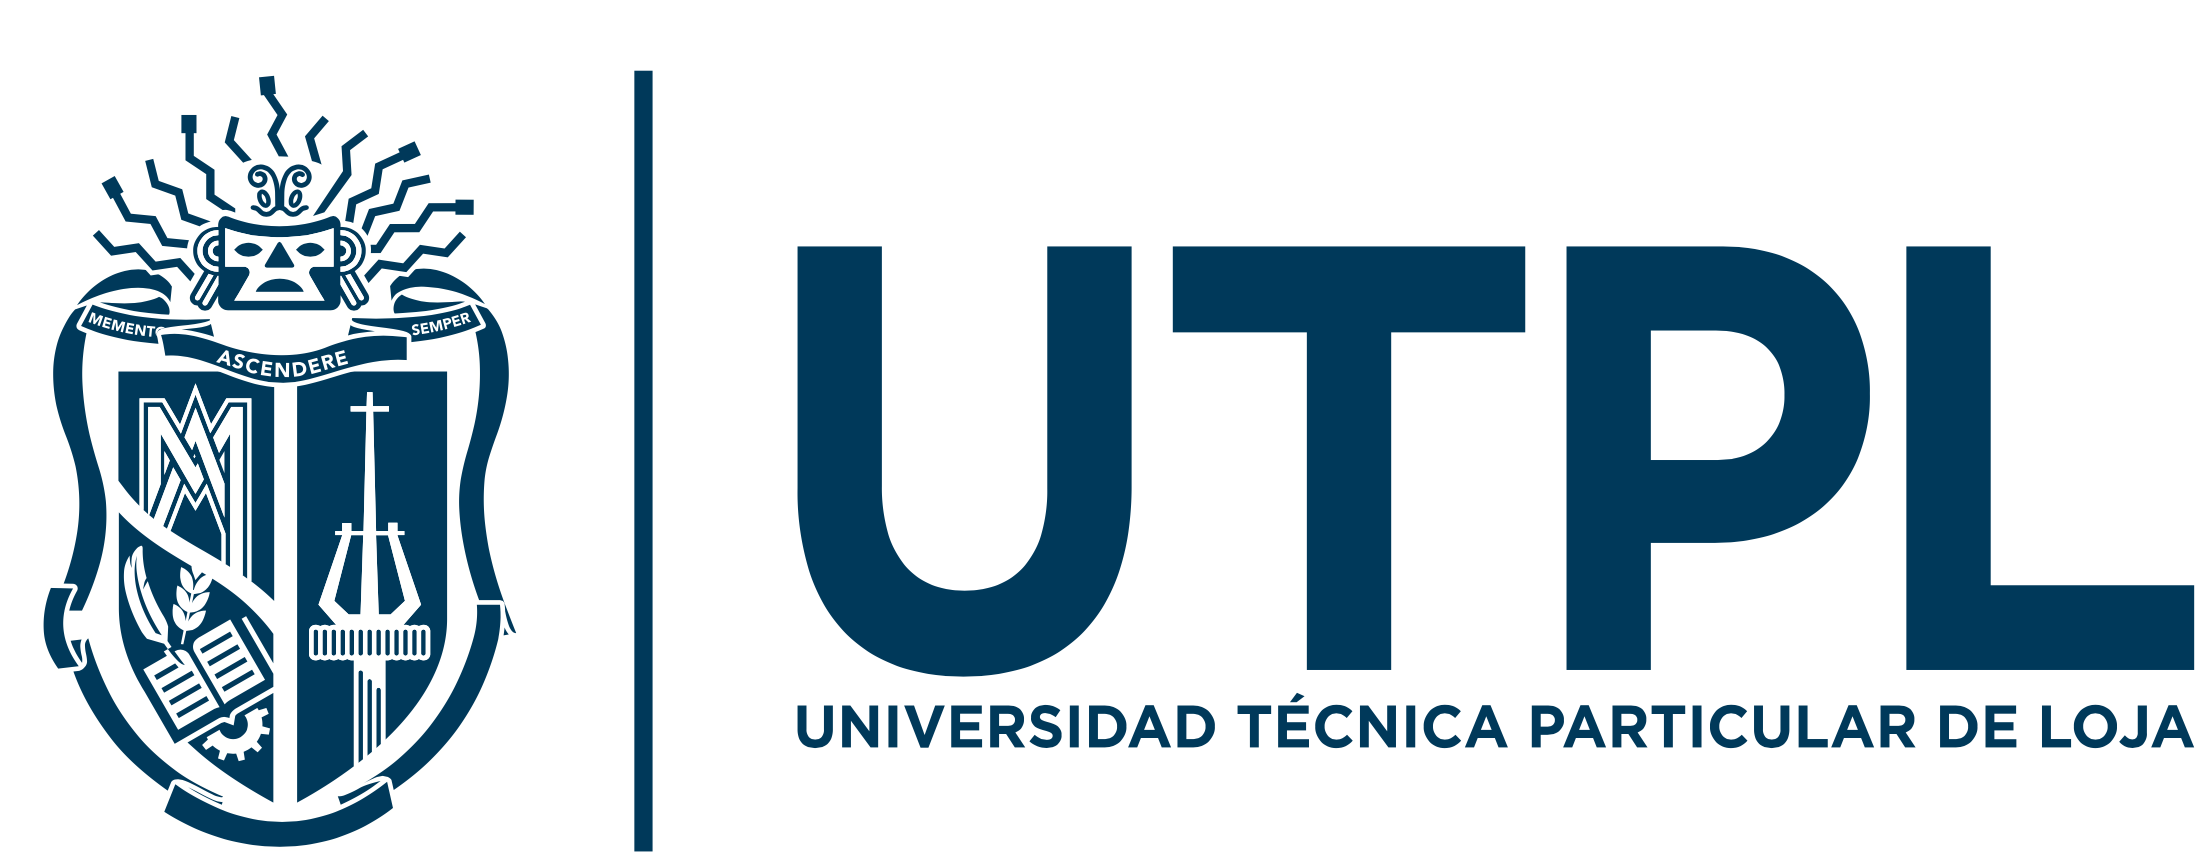 MEMENTO
ASCENDERE
SEMPER
UTPL
UNIVERSIDAD TÉCNICA PARTICULAR DE LOJA